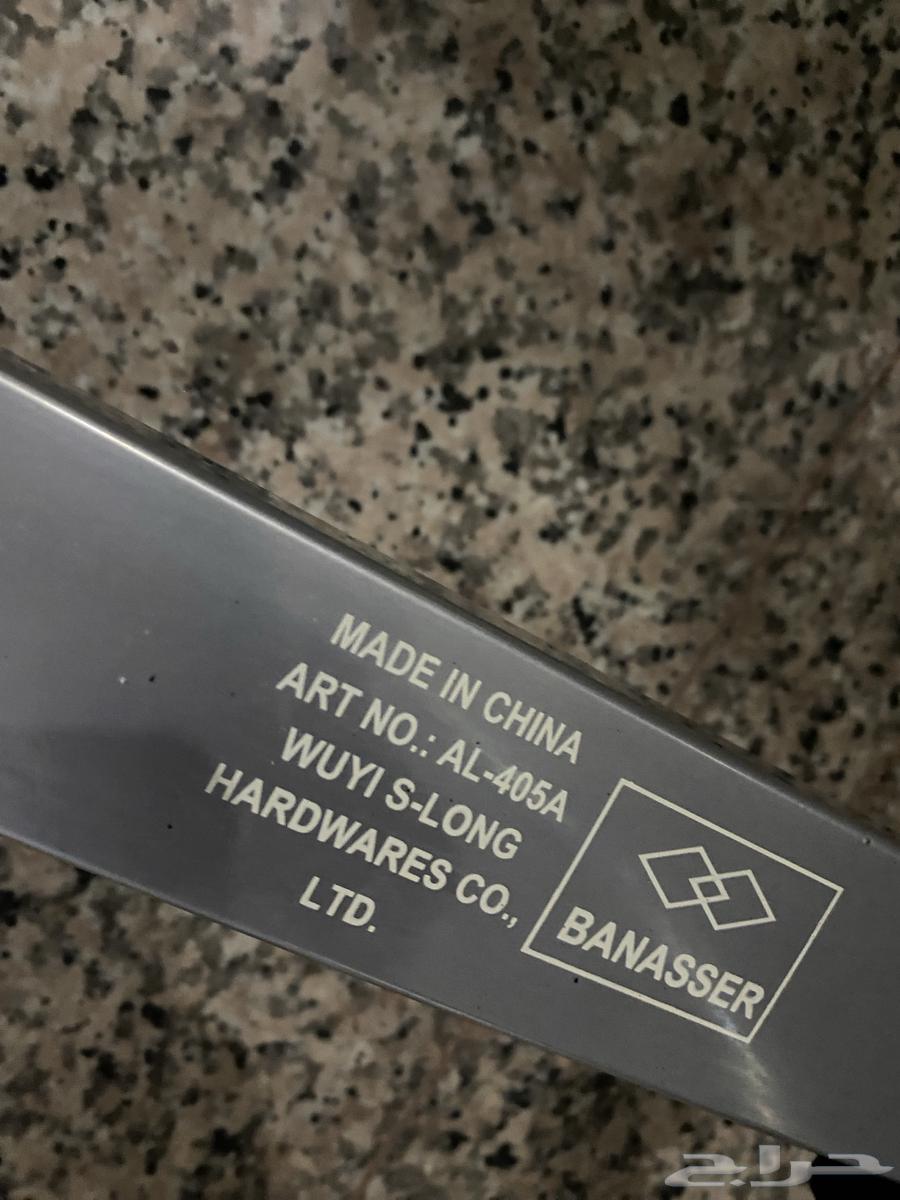 MADE IN CHINA
ART NO.: AL-405A
WUYI S-LONG
HARDWARES CO.,
LTD.
BANASSER
حراج